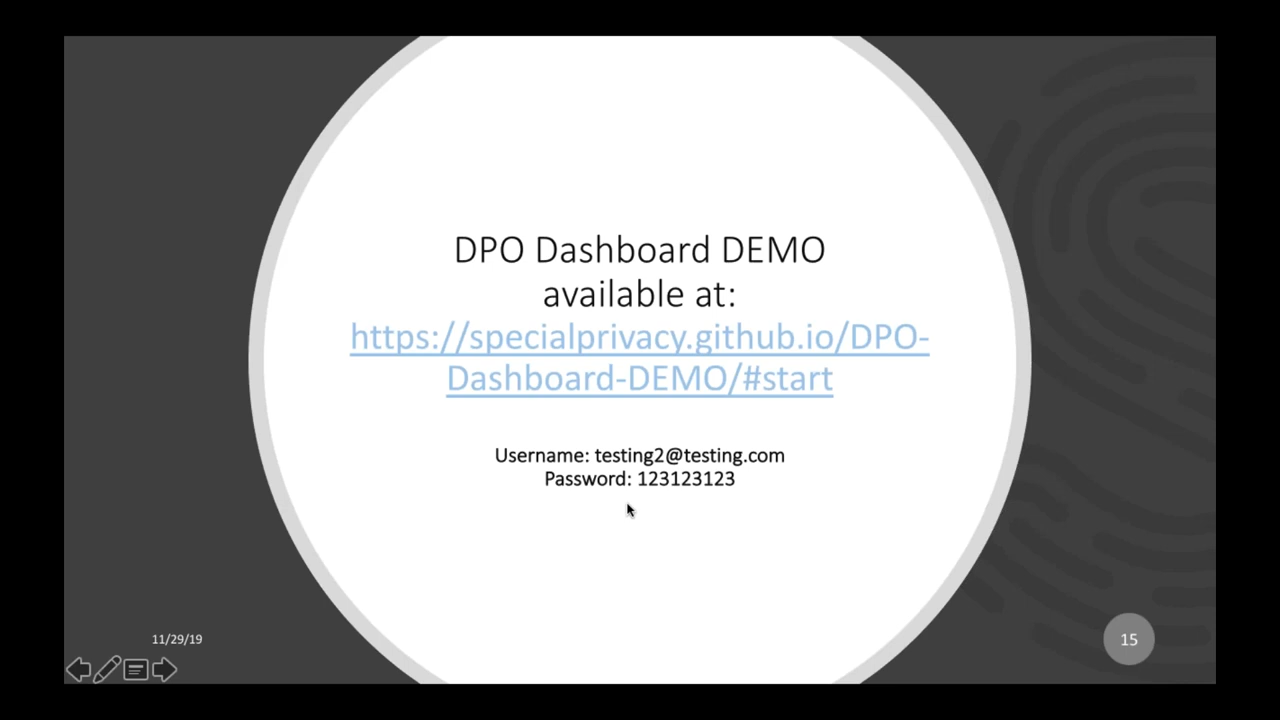 DPO Dashboard DEMO
available at:
https://specialprivacy.github.io/DPO-
Dashboard-DEMO/#start
Username: testing2@testing.com
Password: 123123123
11/29/19
15